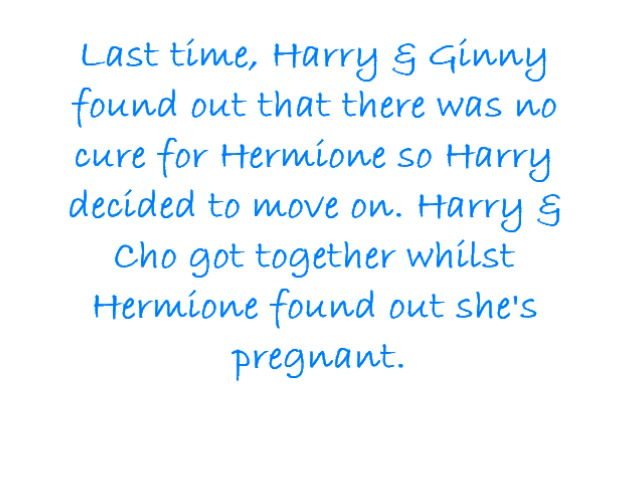 Last time, Harry & Ginny
found out that there was no
cure for Hermione so Harry
decided to move on. Harry &
Cho got together whilst
Hermione found out she's
pregnant.